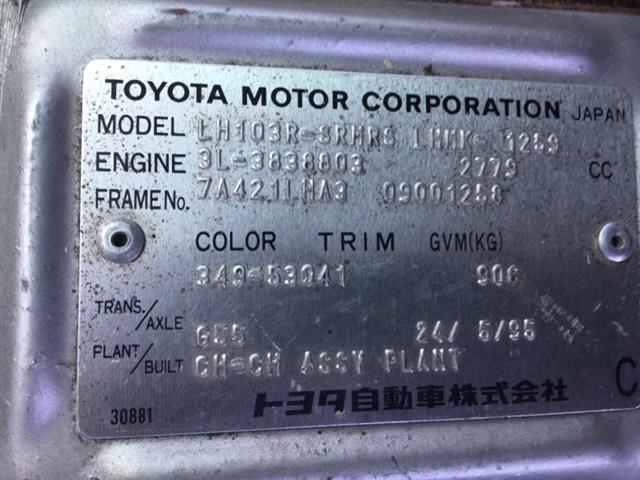 TOYOTA MOTOR CORPORATION JAPAN
MODEL LH103R-SRMRS LHMK- 1259
ENGINE 3L-3838803 2779 CC
FRAME No. 7A421LHA3 09001258
COLOR TRIM GVM(KG)
349-53041 906
TRANS./AXLE G55 24/ 5/95
PLANT/BUILT CH=CH ASSY PLANT
トヨタ自動車株式会社 C
30881